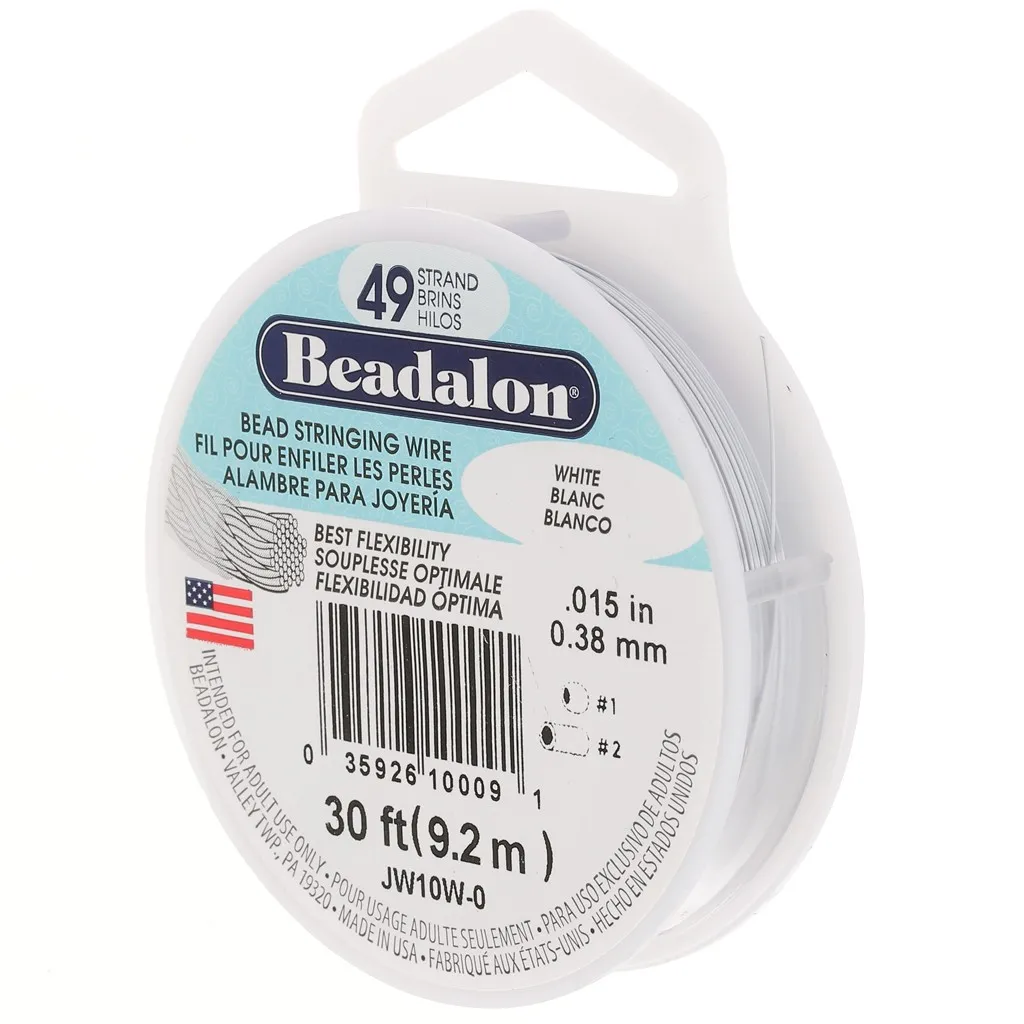 49 STRAND
BRINS
HILOS
Beadalon®
BEAD STRINGING WIRE
FIL POUR ENFILER LES PERLES
ALAMBRE PARA JOYERÍA
WHITE
BLANC
BLANCO
BEST FLEXIBILITY
SOUPLESSE OPTIMALE
FLEXIBILIDAD ÓPTIMA
.015 in
0.38 mm
#1
#2
0 35926 10009 1
30 ft(9.2 m )
JW10W-0
INTENDED FOR ADULT USE ONLY • POUR USAGE ADULTE SEULEMENT • PARA USO EXCLUSIVO DE ADULTOS
BEADALON • VALLEY TWP., PA 19320 • MADE IN USA • FABRIQUÉ AUX ÉTATS-UNIS • HECHO EN ESTADOS UNIDOS